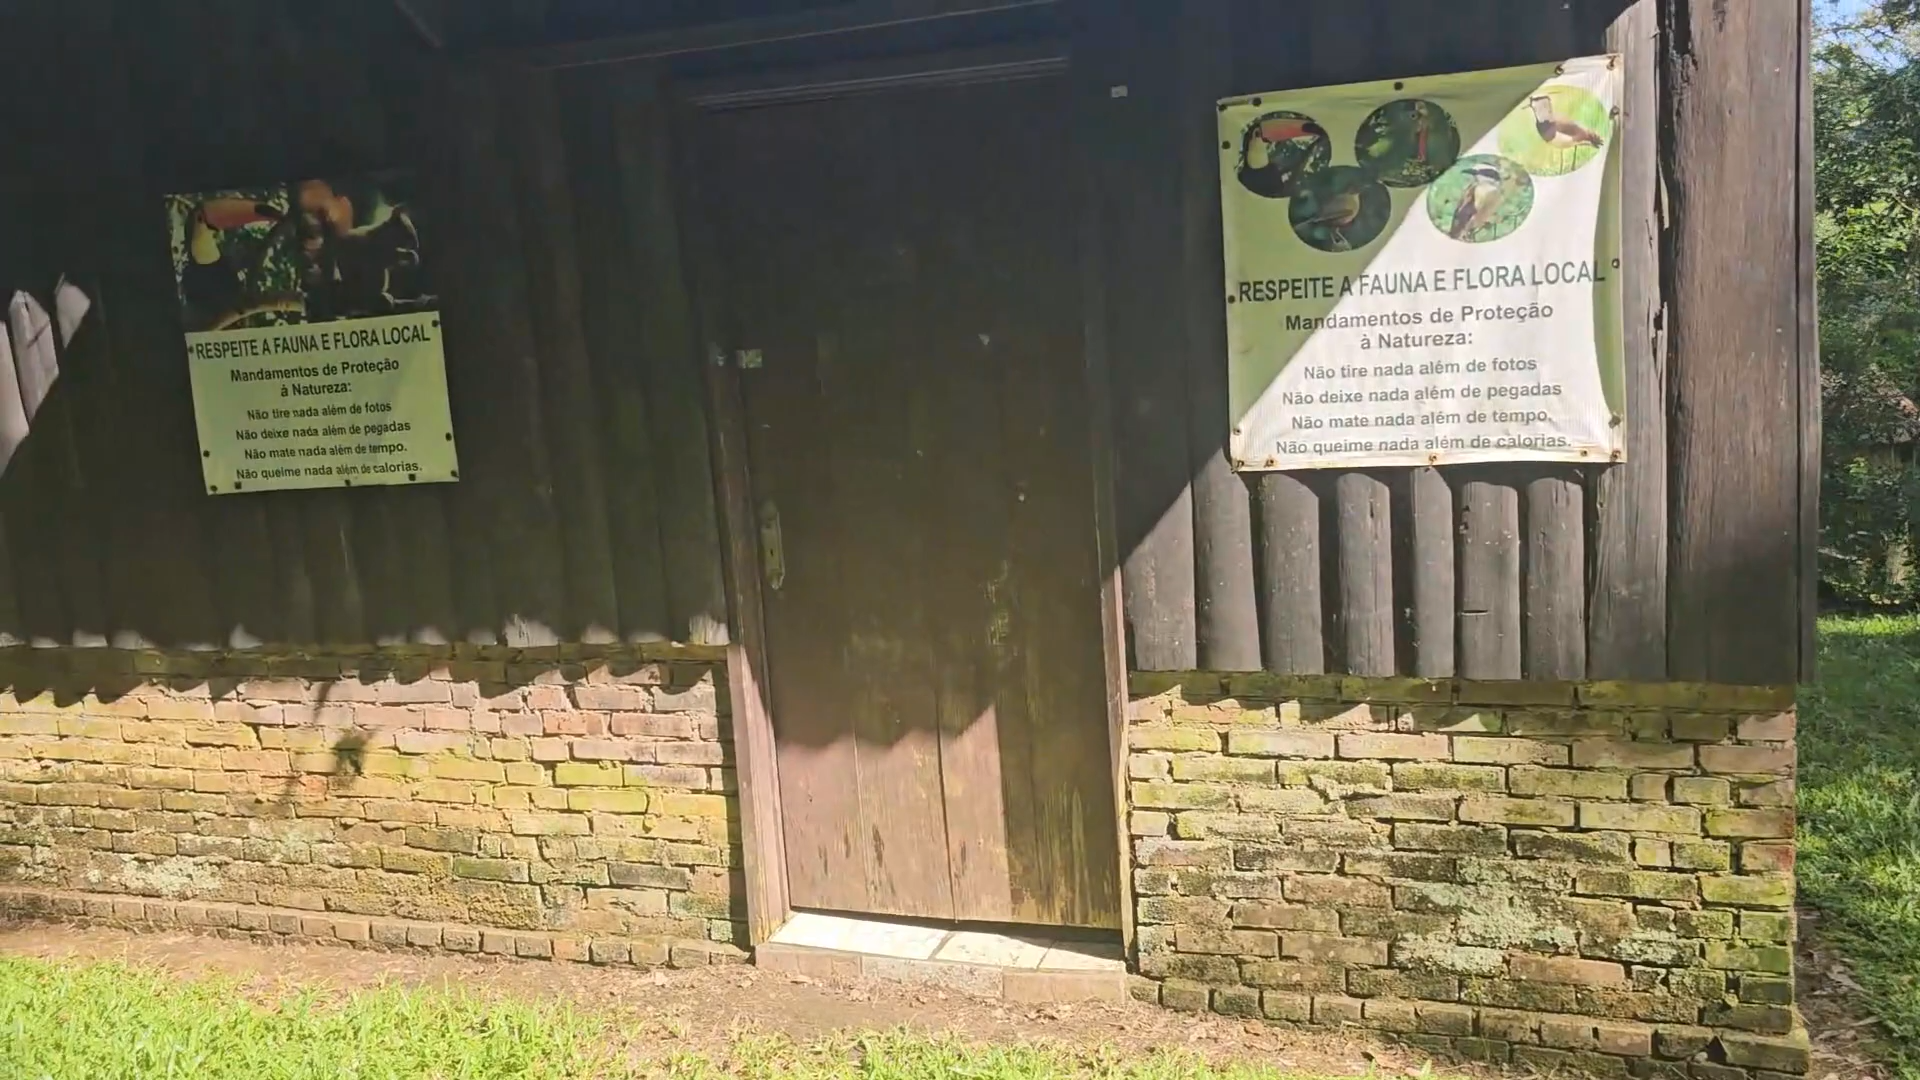 RESPEITE A FAUNA E FLORA LOCAL
Mandamentos de Proteção
à Natureza:
Não tire nada além de fotos
Não deixe nada além de pegadas
Não mate nada além de tempo.
Não queime nada além de calorias.
RESPEITE A FAUNA E FLORA LOCAL
Mandamentos de Proteção
à Natureza:
Não tire nada além de fotos
Não deixe nada além de pegadas
Não mate nada além de tempo.
Não queime nada além de calorias.